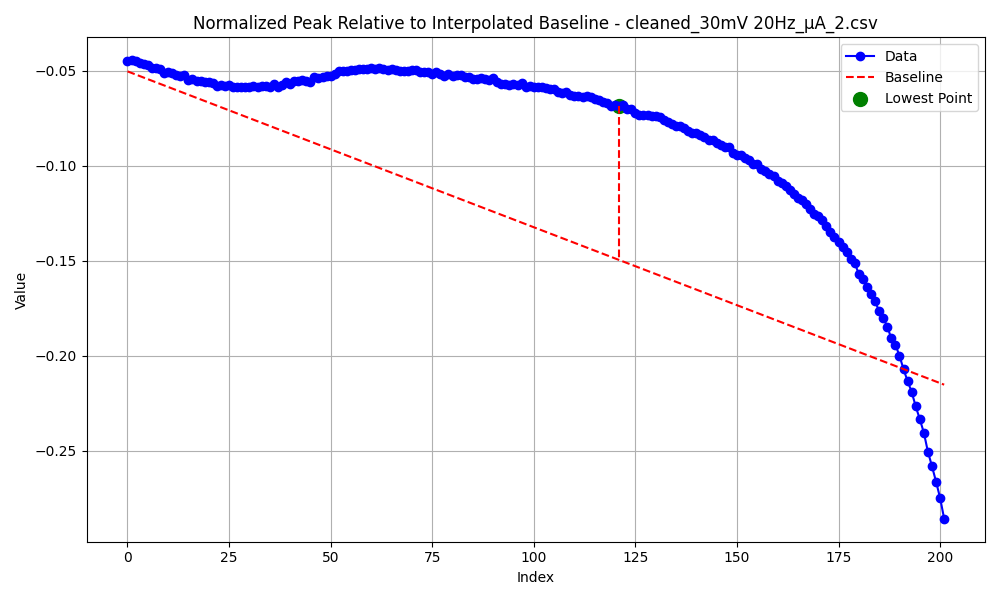 Normalized Peak Relative to Interpolated Baseline - cleaned_30mV 20Hz_µA_2.csv
Data
Baseline
Lowest Point
−0.05
−0.10
−0.15
−0.20
−0.25
Value
0
25
50
75
100
125
150
175
200
Index